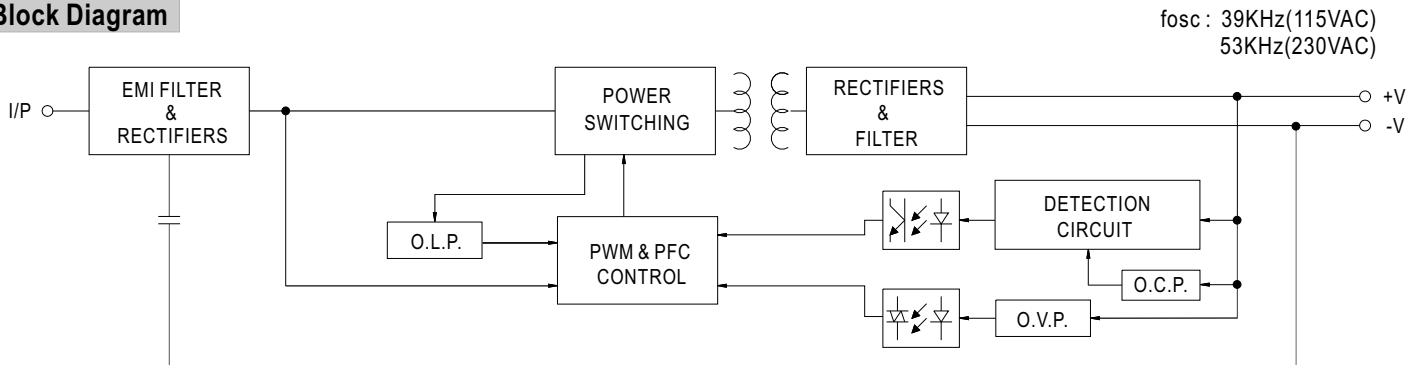 Block Diagram
fosc : 39KHz(115VAC)
53KHz(230VAC)
I/P
EMI FILTER
&
RECTIFIERS
POWER
SWITCHING
RECTIFIERS
&
FILTER
+V
-V
O.L.P.
PWM & PFC
CONTROL
DETECTION
CIRCUIT
O.C.P.
O.V.P.